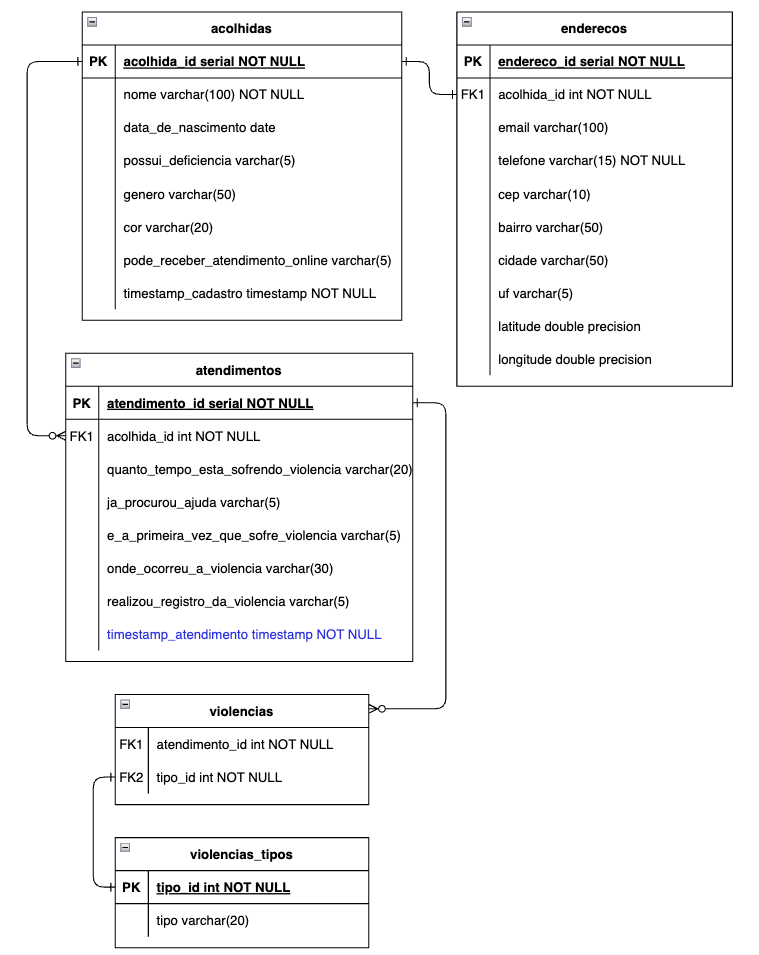 acolhidas
PK acolhida_id serial NOT NULL
nome varchar(100) NOT NULL
data_de_nascimento date
possui_deficiencia varchar(5)
genero varchar(50)
cor varchar(20)
pode_receber_atendimento_online varchar(5)
timestamp_cadastro timestamp NOT NULL
enderecos
PK endereco_id serial NOT NULL
FK1 acolhida_id int NOT NULL
email varchar(100)
telefone varchar(15) NOT NULL
cep varchar(10)
bairro varchar(50)
cidade varchar(50)
uf varchar(5)
latitude double precision
longitude double precision
atendimentos
PK atendimento_id serial NOT NULL
FK1 acolhida_id int NOT NULL
quanto_tempo_esta_sofrendo_violencia varchar(20)
ja_procurou_ajuda varchar(5)
e_a_primeira_vez_que_sofre_violencia varchar(5)
onde_ocorreu_a_violencia varchar(30)
realizou_registro_da_violencia varchar(5)
timestamp_atendimento timestamp NOT NULL
violencias
FK1 atendimento_id int NOT NULL
FK2 tipo_id int NOT NULL
violencias_tipos
PK tipo_id int NOT NULL
tipo varchar(20)